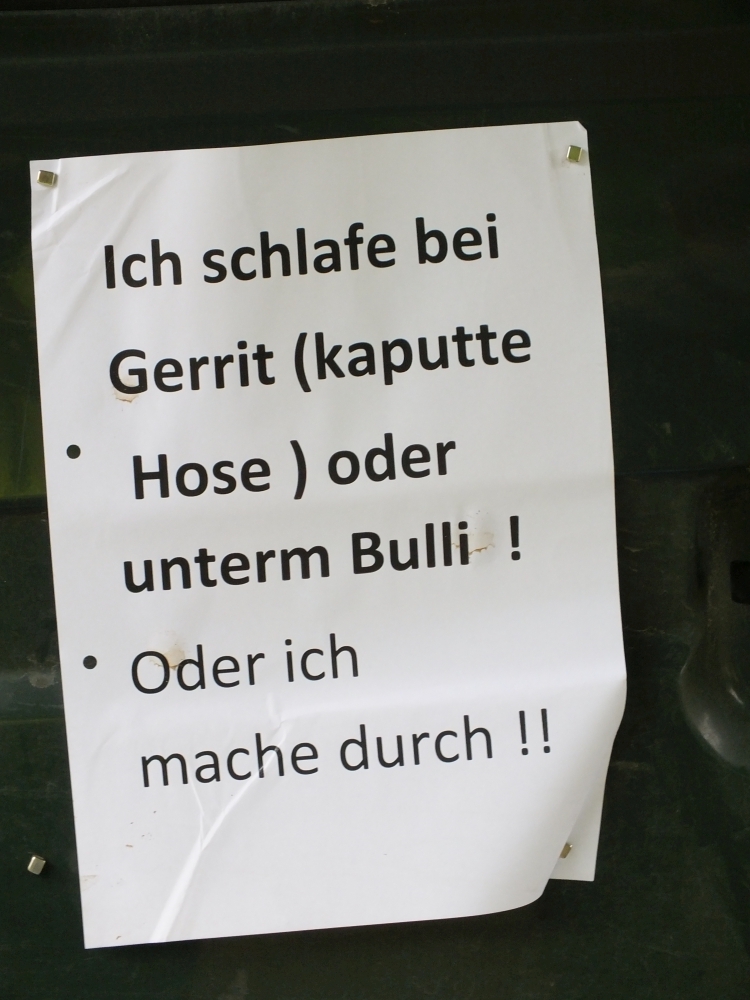 Ich schlafe bei
Gerrit (kaputte
• Hose ) oder
unterm Bulli !
• Oder ich
mache durch !!